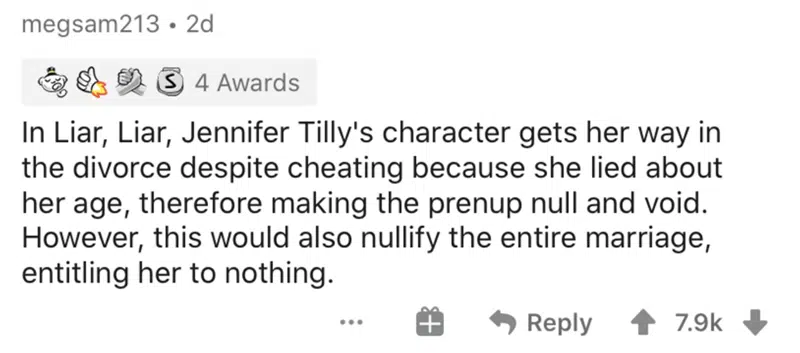 megsam213 • 2d
S 4 Awards
In Liar, Liar, Jennifer Tilly's character gets her way in
the divorce despite cheating because she lied about
her age, therefore making the prenup null and void.
However, this would also nullify the entire marriage,
entitling her to nothing.
... Reply 7.9k